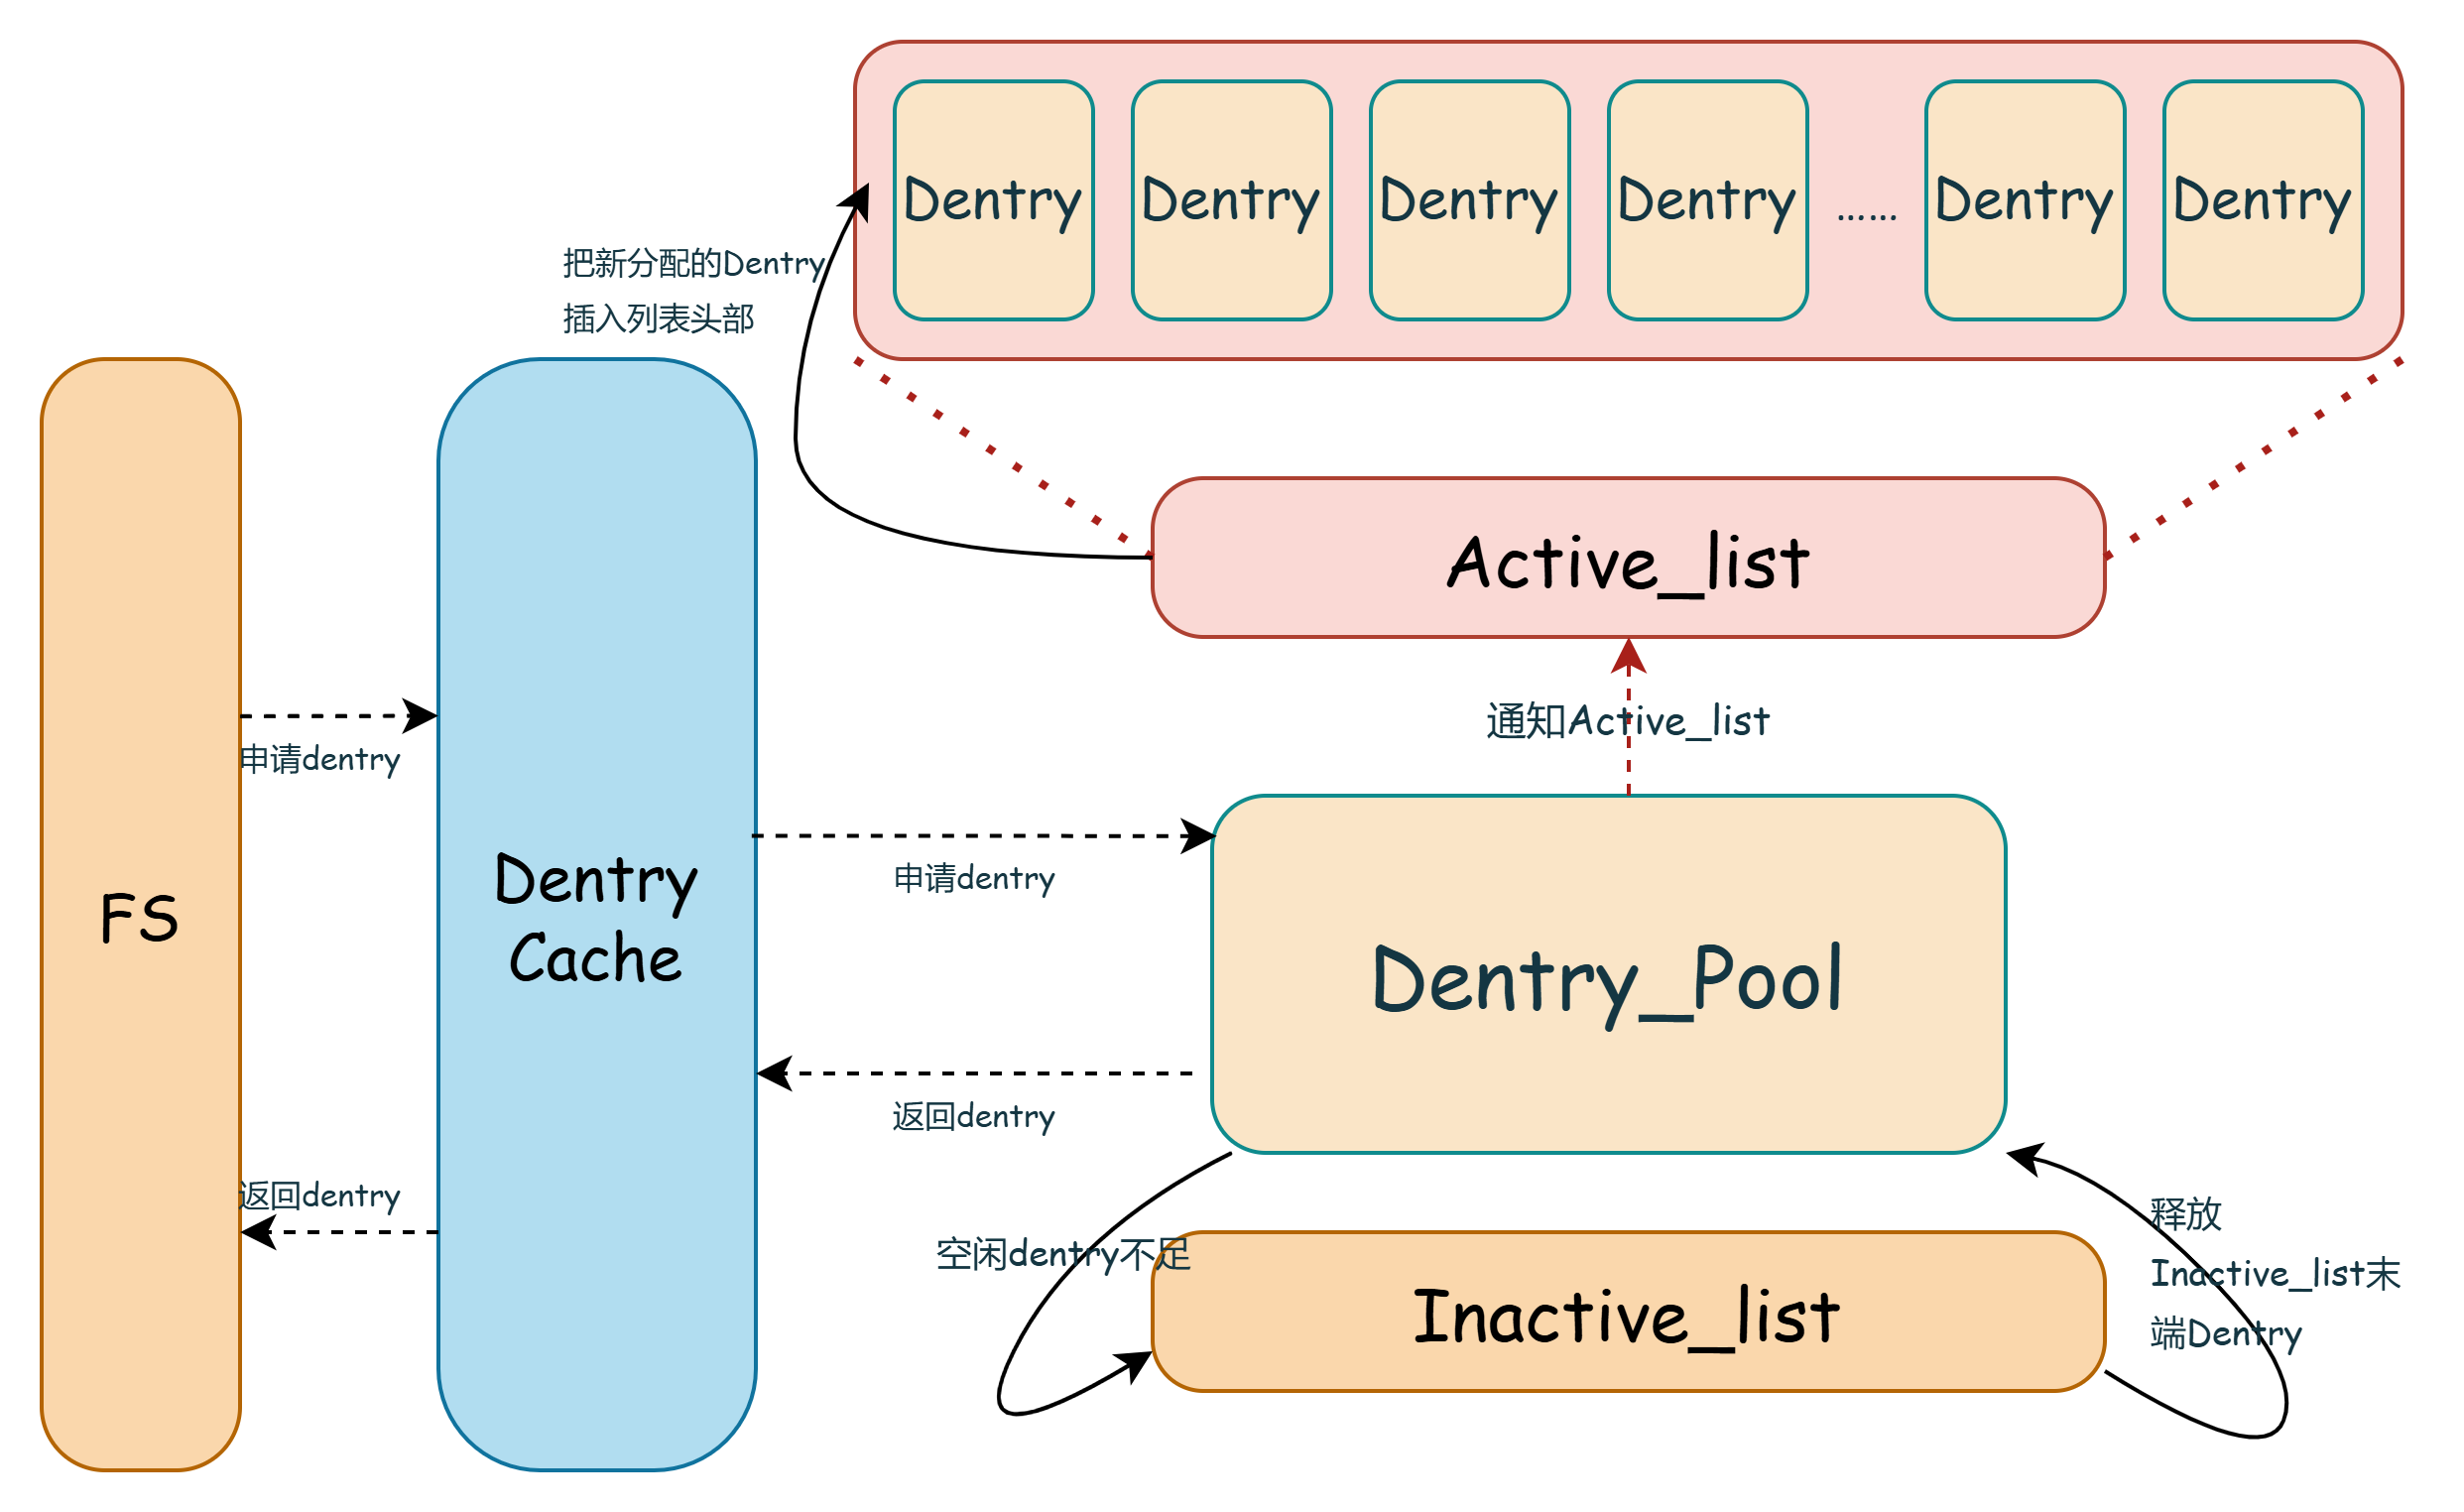 Dentry
Dentry
Dentry
Dentry
......
Dentry
Dentry
把新分配的Dentry
插入列表头部
Active_list
通知Active_list
申请dentry
申请dentry
FS
Dentry
Cache
Dentry_Pool
返回dentry
返回dentry
空闲dentry不足
Inactive_list
释放
Inactive_list末
端Dentry